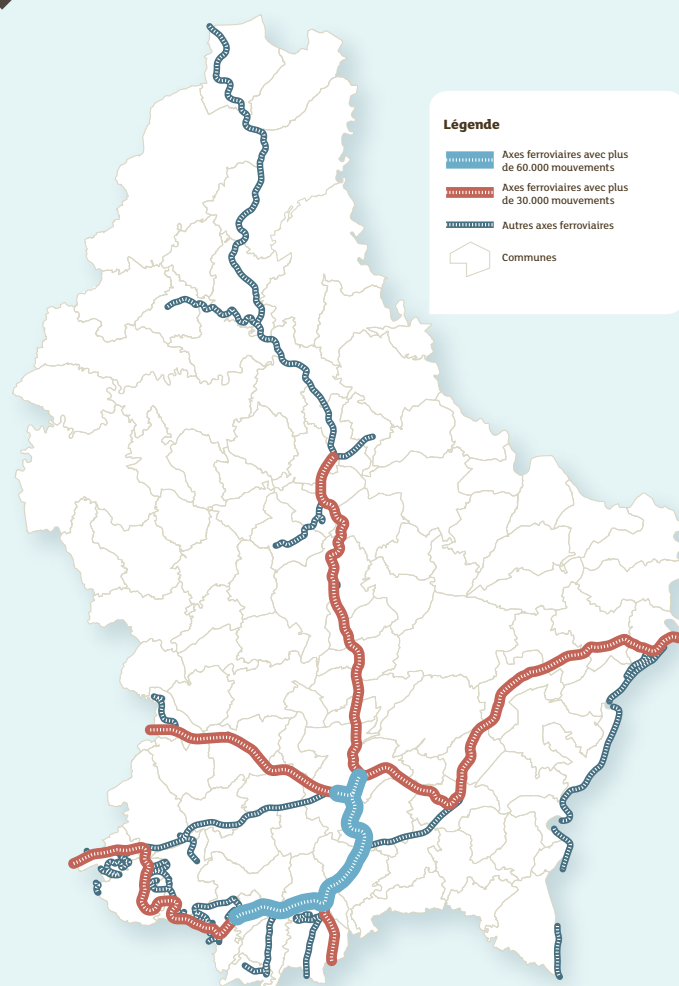 Légende
Axes ferroviaires avec plus
de 60.000 mouvements
Axes ferroviaires avec plus
de 30.000 mouvements
Autres axes ferroviaires
Communes